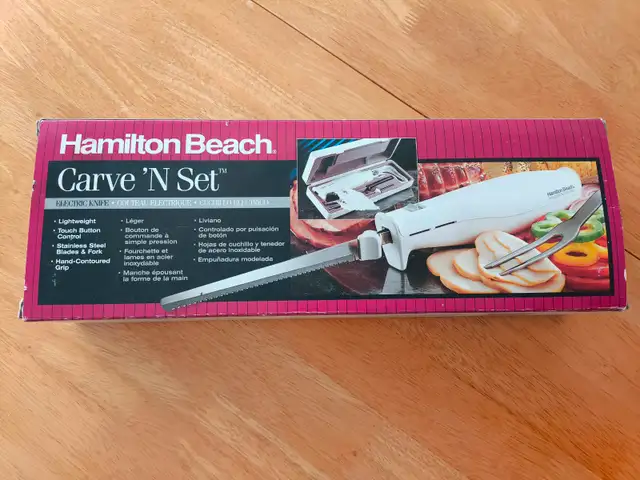 Hamilton Beach®
Carve 'N Set™
ELECTRIC KNIFE • COUTEAU ÉLECTRIQUE • CUCHILLO ELÉCTRICO
• Lightweight
• Touch Button
Control
• Stainless Steel
Blades & Fork
• Hand-Contoured
Grip
• Léger
• Bouton de
commande à
simple pression
• Fourchette et
lames en acier
inoxydable
• Manche épousant
la forme de la main
• Liviano
• Controlado por pulsación
de botón
• Hojas de cuchillo y tenedor
de acero inoxidable
• Empuñadura modelada
Hamilton Beach